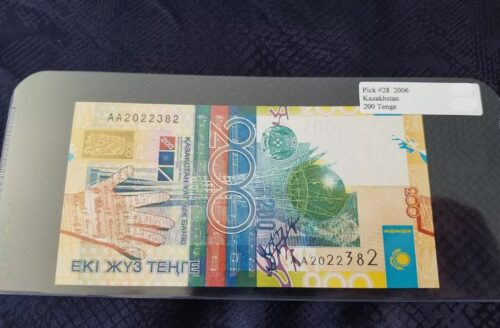 Pick #28 2006
Kazakhstan
200 Tenge
AA2022382
ҚАЗАҚСТАН ҰЛТТЫҚ БАНКІ
200
ЕКІ ЖҮЗ ТЕҢГЕ
AA2022382
200